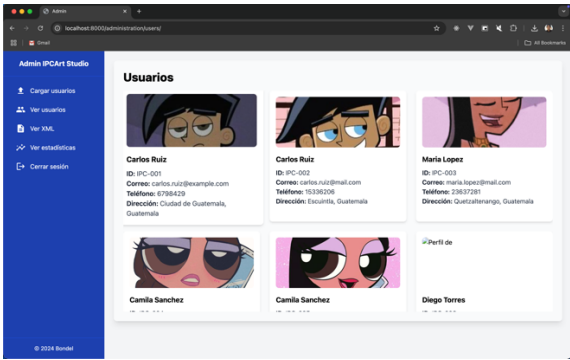 Admin
localhost:8000/administration/users/
Gmail
All Bookmarks
Admin IPCArt Studio
Cargar usuarios
Ver usuarios
Ver XML
Ver estadísticas
Cerrar sesión
© 2024 Bondel
Usuarios
Carlos Ruiz
ID: IPC-001
Correo: carlos.ruiz@example.com
Teléfono: 6798429
Dirección: Ciudad de Guatemala,
Guatemala
Carlos Ruiz
ID: IPC-002
Correo: carlos.ruiz@mail.com
Teléfono: 15336206
Dirección: Escuintla, Guatemala
Maria Lopez
ID: IPC-003
Correo: maria.lopez@mail.com
Teléfono: 23637281
Dirección: Quetzaltenango, Guatemala
Camila Sanchez
Camila Sanchez
Perfil de
Diego Torres